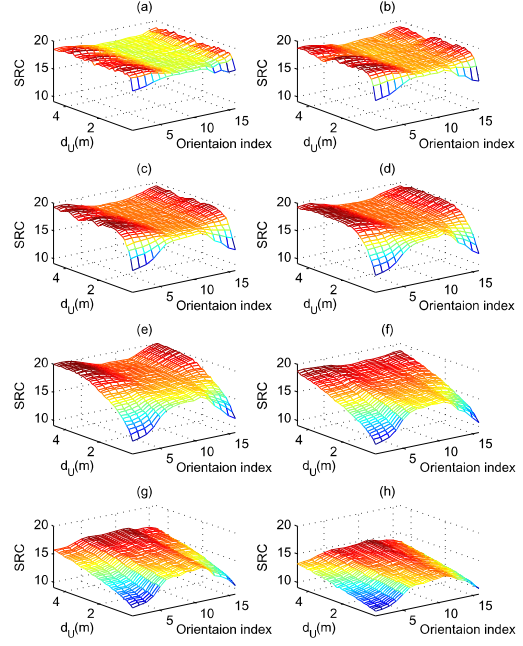 (a) (b)
20 15 10 SRC 4 2 d_U(m) 5 10 15 Orientaion index
20 15 10 SRC 4 2 d_U(m) 5 10 15 Orientaion index
(c) (d)
20 15 10 SRC 4 2 d_U(m) 5 10 15 Orientaion index
20 15 10 SRC 4 2 d_U(m) 5 10 15 Orientaion index
(e) (f)
20 15 10 SRC 4 2 d_U(m) 5 10 15 Orientaion index
20 15 10 SRC 4 2 d_U(m) 5 10 15 Orientaion index
(g) (h)
20 15 10 SRC 4 2 d_U(m) 5 10 15 Orientaion index
20 15 10 SRC 4 2 d_U(m) 5 10 15 Orientaion index